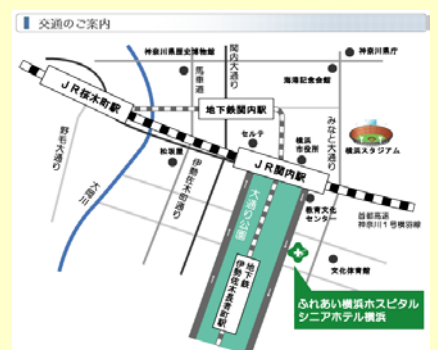 交通のご案内
神奈川県歴史博物館
関内大通り
神奈川県庁
馬車道
海港記念会館
JR桜木町駅
地下鉄関内駅
みなと大通り
野毛大通り
セルテ
横浜
市役所
横浜スタジアム
松坂屋
JR関内駅
大岡川
伊勢佐木町通り
大通り公園
教育文化
センター
首都高速
神奈川1号横羽線
地下鉄
伊勢佐木長者町駅
文化体育館
ふれあい横浜ホスピタル
シニアホテル横浜